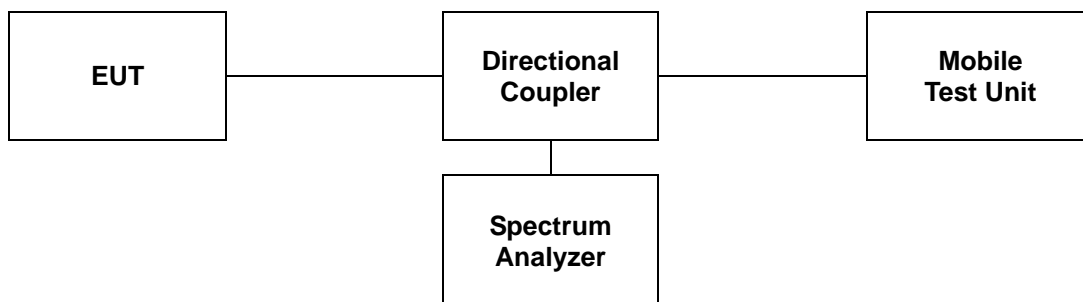 EUT
Directional
Coupler
Mobile
Test Unit
Spectrum
Analyzer